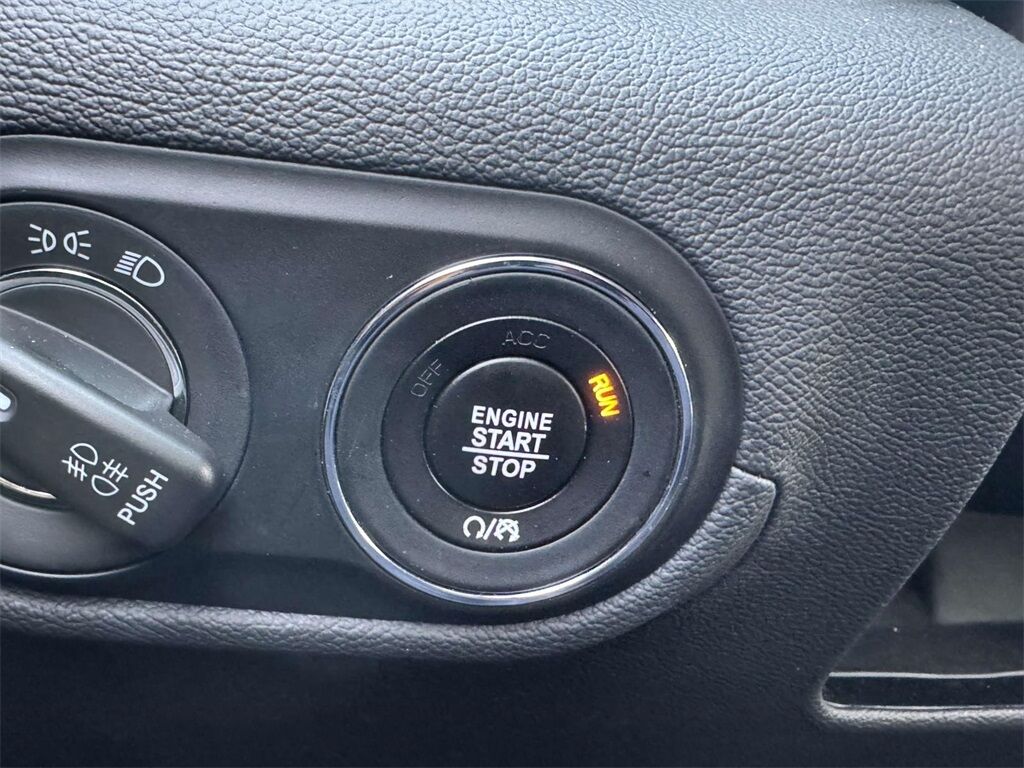 ACC
OFF
RUN
ENGINE
START
STOP
PUSH